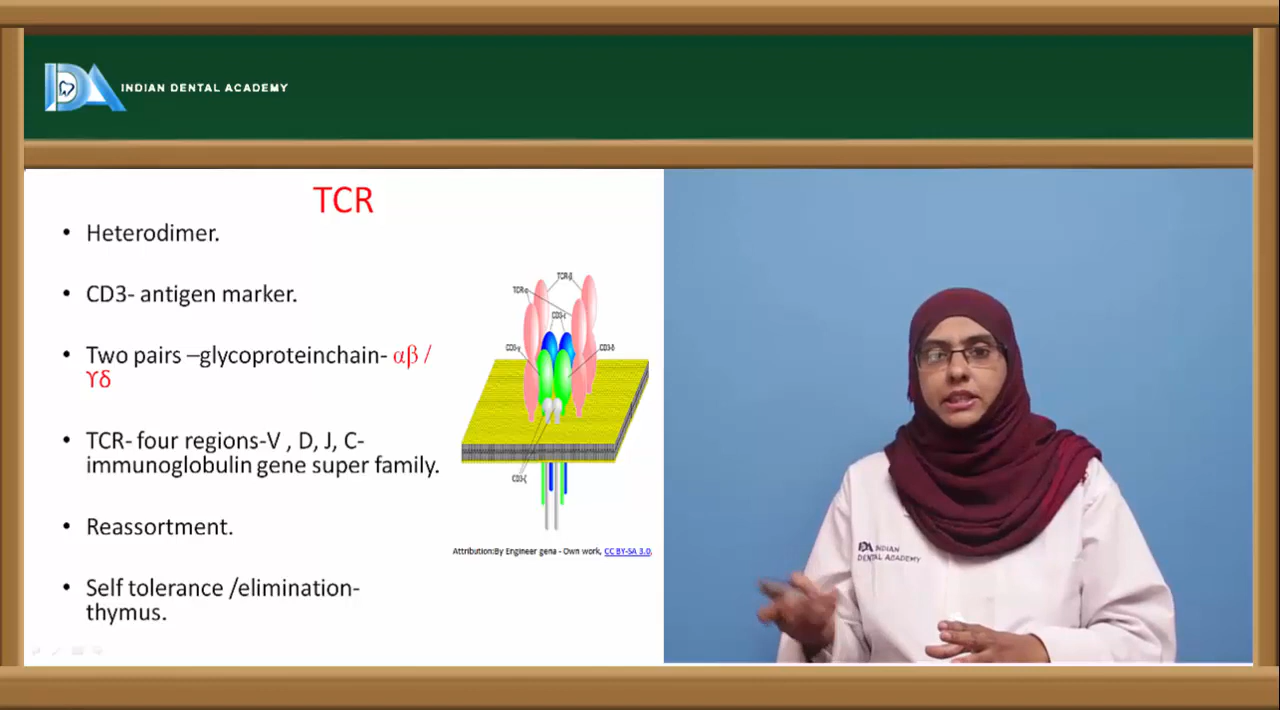 INDIAN DENTAL ACADEMY
TCR
• Heterodimer.
• CD3- antigen marker.
• Two pairs –glycoproteinchain- αβ /
ϒδ
• TCR- four regions-V , D, J, C-
immunoglobulin gene super family.
• Reassortment.
• Self tolerance /elimination-
thymus.
TCR-β
TCR-α
CD3-ε
CD3-γ
CD3-δ
CD3-ζ
Attribution:By Engineer gena - Own work, CC BY-SA 3.0,
IDA INDIAN
DENTAL ACADEMY